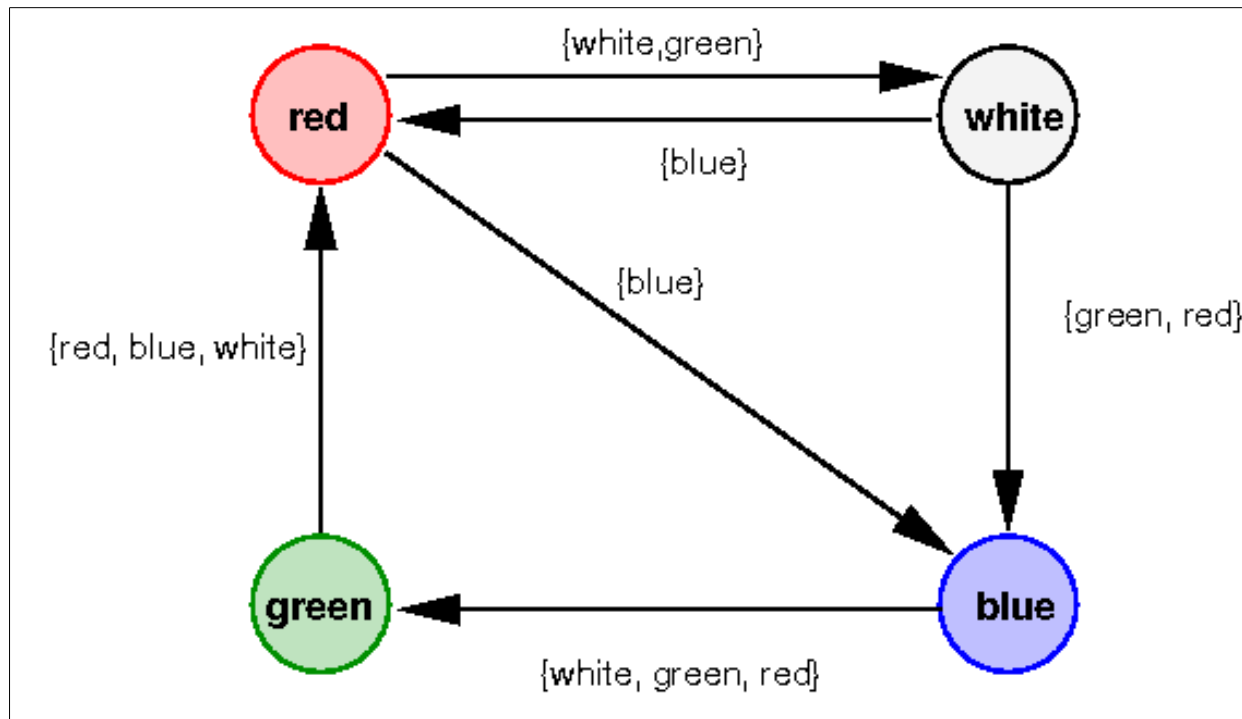 {white,green}
red
white
{blue}
{blue}
{green, red}
{red, blue, white}
green
blue
{white, green, red}